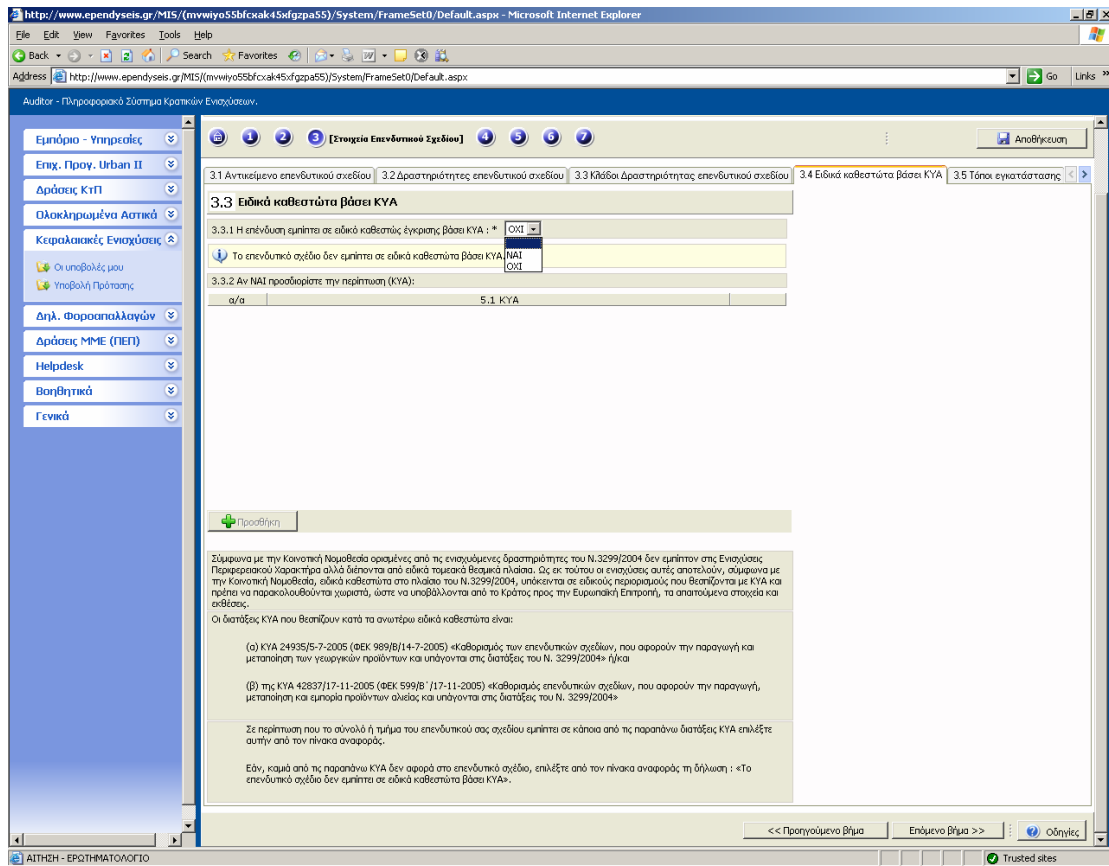 http://www.ependyseis.gr/MIS/(mvwiyo55bfcxak45xfgzpa55)/System/FrameSet0/Default.aspx - Microsoft Internet Explorer
File Edit View Favorites Tools Help
Back Search Favorites
Address http://www.ependyseis.gr/MIS/(mvwiyo55bfcxak45xfgzpa55)/System/FrameSet0/Default.aspx Go Links »
Auditor - Πληροφοριακό Σύστημα Κρατικών Ενισχύσεων.
Εμπόριο - Υπηρεσίες
Επιχ. Προγ. Urban II
Δράσεις ΚτΠ
Ολοκληρωμένα Αστικά
Κεφαλαιακές Ενισχύσεις
Οι υποβολές μου
Υποβολή Πρότασης
Δηλ. Φοροαπαλλαγών
Δράσεις ΜΜΕ (ΠΕΠ)
Helpdesk
Βοηθητικά
Γενικά
1 2 3 [Στοιχεία Επενδυτικού Σχεδίου] 4 5 6 7
Αποθήκευση
3.1 Αντικείμενο επενδυτικού σχεδίου 3.2 Δραστηριότητες επενδυτικού σχεδίου 3.3 Κλάδοι Δραστηριότητας επενδυτικού σχεδίου 3.4 Ειδικά καθεστώτα βάσει ΚΥΑ 3.5 Τόποι εγκατάστασης
3.3 Ειδικά καθεστώτα βάσει ΚΥΑ
3.3.1 Η επένδυση εμπίπτει σε ειδικό καθεστώς έγκρισης βάσει ΚΥΑ : * ΟΧΙ
Το επενδυτικό σχέδιο δεν εμπίπτει σε ειδικά καθεστώτα βάσει ΚΥΑ. ΝΑΙ
ΟΧΙ
3.3.2 Αν ΝΑΙ προσδιορίστε την περίπτωση (ΚΥΑ):
α/α 5.1 ΚΥΑ
Προσθήκη
Σύμφωνα με την Κοινοτική Νομοθεσία ορισμένες από τις ενισχυόμενες δραστηριότητες του Ν.3299/2004 δεν εμπίπτον στις Ενισχύσεις
Περιφερειακού Χαρακτήρα αλλά διέπονται από ειδικά τομεακά θεσμικά πλαίσια. Ως εκ τούτου οι ενισχύσεις αυτές αποτελούν, σύμφωνα με
την Κοινοτική Νομοθεσία, ειδικά καθεστώτα στο πλαίσιο του Ν.3299/2004, υπόκεινται σε ειδικούς περιορισμούς που θεσπίζονται με ΚΥΑ και
πρέπει να παρακολουθούνται χωριστά, ώστε να υποβάλλονται από το Κράτος προς την Ευρωπαϊκή Επιτροπή, τα απαιτούμενα στοιχεία και
εκθέσεις.
Οι διατάξεις ΚΥΑ που θεσπίζουν κατά τα ανωτέρω ειδικά καθεστώτα είναι:
(α) ΚΥΑ 24935/5-7-2005 (ΦΕΚ 989/Β/14-7-2005) «Καθορισμός των επενδυτικών σχεδίων, που αφορούν την παραγωγή και
μεταποίηση των γεωργικών προϊόντων και υπάγονται στις διατάξεις του Ν. 3299/2004» ή/και
(β) της ΚΥΑ 42837/17-11-2005 (ΦΕΚ 599/Β΄/17-11-2005) «Καθορισμός επενδυτικών σχεδίων, που αφορούν την παραγωγή,
μεταποίηση και εμπορία προϊόντων αλιείας και υπάγονται στις διατάξεις του Ν. 3299/2004»
Σε περίπτωση που το σύνολό ή τμήμα του επενδυτικού σας σχεδίου εμπίπτει σε κάποια από τις παραπάνω διατάξεις ΚΥΑ επιλέξτε
αυτήν από τον πίνακα αναφοράς.
Εάν, καμιά από τις παραπάνω ΚΥΑ δεν αφορά στο επενδυτικό σχέδιο, επιλέξτε από τον πίνακα αναφοράς τη δήλωση : «Το
επενδυτικό σχέδιο δεν εμπίπτει σε ειδικά καθεστώτα βάσει ΚΥΑ».
<< Προηγούμενο βήμα Επόμενο βήμα >> Οδηγίες
ΑΙΤΗΣΗ - ΕΡΩΤΗΜΑΤΟΛΟΓΙΟ Trusted sites